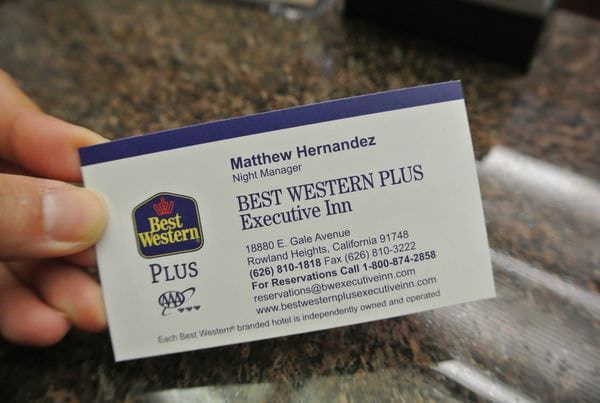 Matthew Hernandez
Night Manager
BEST WESTERN PLUS
Executive Inn
18880 E. Gale Avenue
Rowland Heights, California 91748
(626) 810-1818 Fax (626) 810-3222
For Reservations Call 1-800-874-2858
reservations@bwexecutiveinn.com
www.bestwesternplusexecutiveinn.com
Best
Western
PLUS
AAA
Each Best Western® branded hotel is independently owned and operated